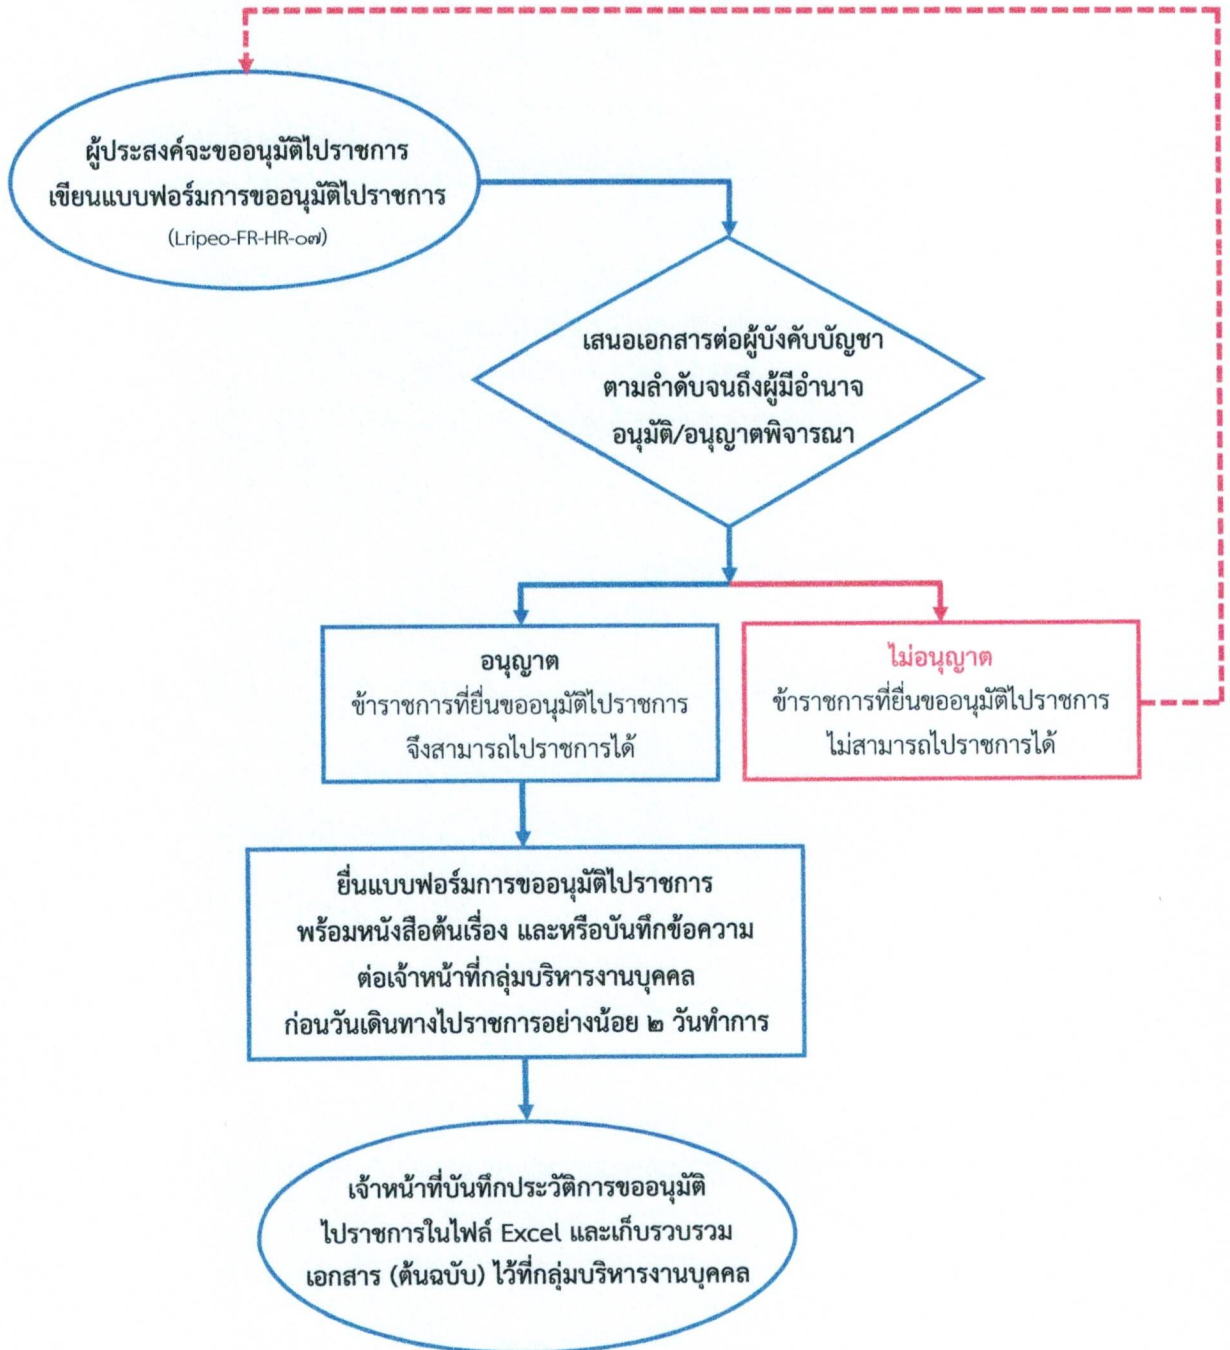 ผู้ประสงค์จะขออนุมัติไปราชการ
เขียนแบบฟอร์มการขออนุมัติไปราชการ
(Lripeo-FR-HR-๐๗)
เสนอเอกสารต่อผู้บังคับบัญชา
ตามลำดับจนถึงผู้มีอำนาจ
อนุมัติ/อนุญาตพิจารณา
อนุญาต
ข้าราชการที่ยื่นขออนุมัติไปราชการ
จึงสามารถไปราชการได้
ไม่อนุญาต
ข้าราชการที่ยื่นขออนุมัติไปราชการ
ไม่สามารถไปราชการได้
ยื่นแบบฟอร์มการขออนุมัติไปราชการ
พร้อมหนังสือต้นเรื่อง และหรือบันทึกข้อความ
ต่อเจ้าหน้าที่กลุ่มบริหารงานบุคคล
ก่อนวันเดินทางไปราชการอย่างน้อย ๒ วันทำการ
เจ้าหน้าที่บันทึกประวัติการขออนุมัติ
ไปราชการในไฟล์ Excel และเก็บรวบรวม
เอกสาร (ต้นฉบับ) ไว้ที่กลุ่มบริหารงานบุคคล